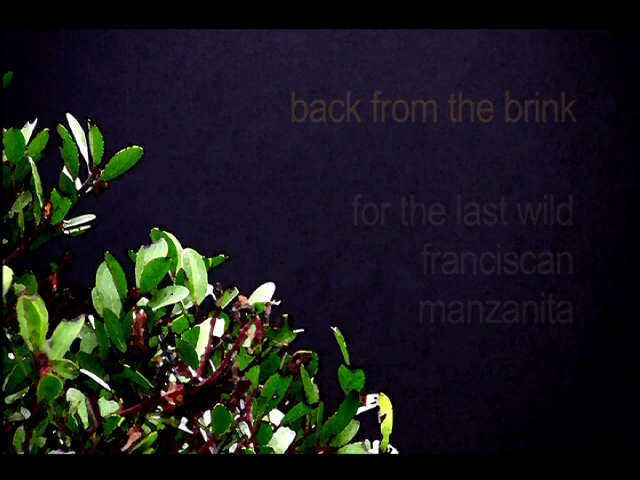 back from the brink
for the last wild
franciscan
manzanita